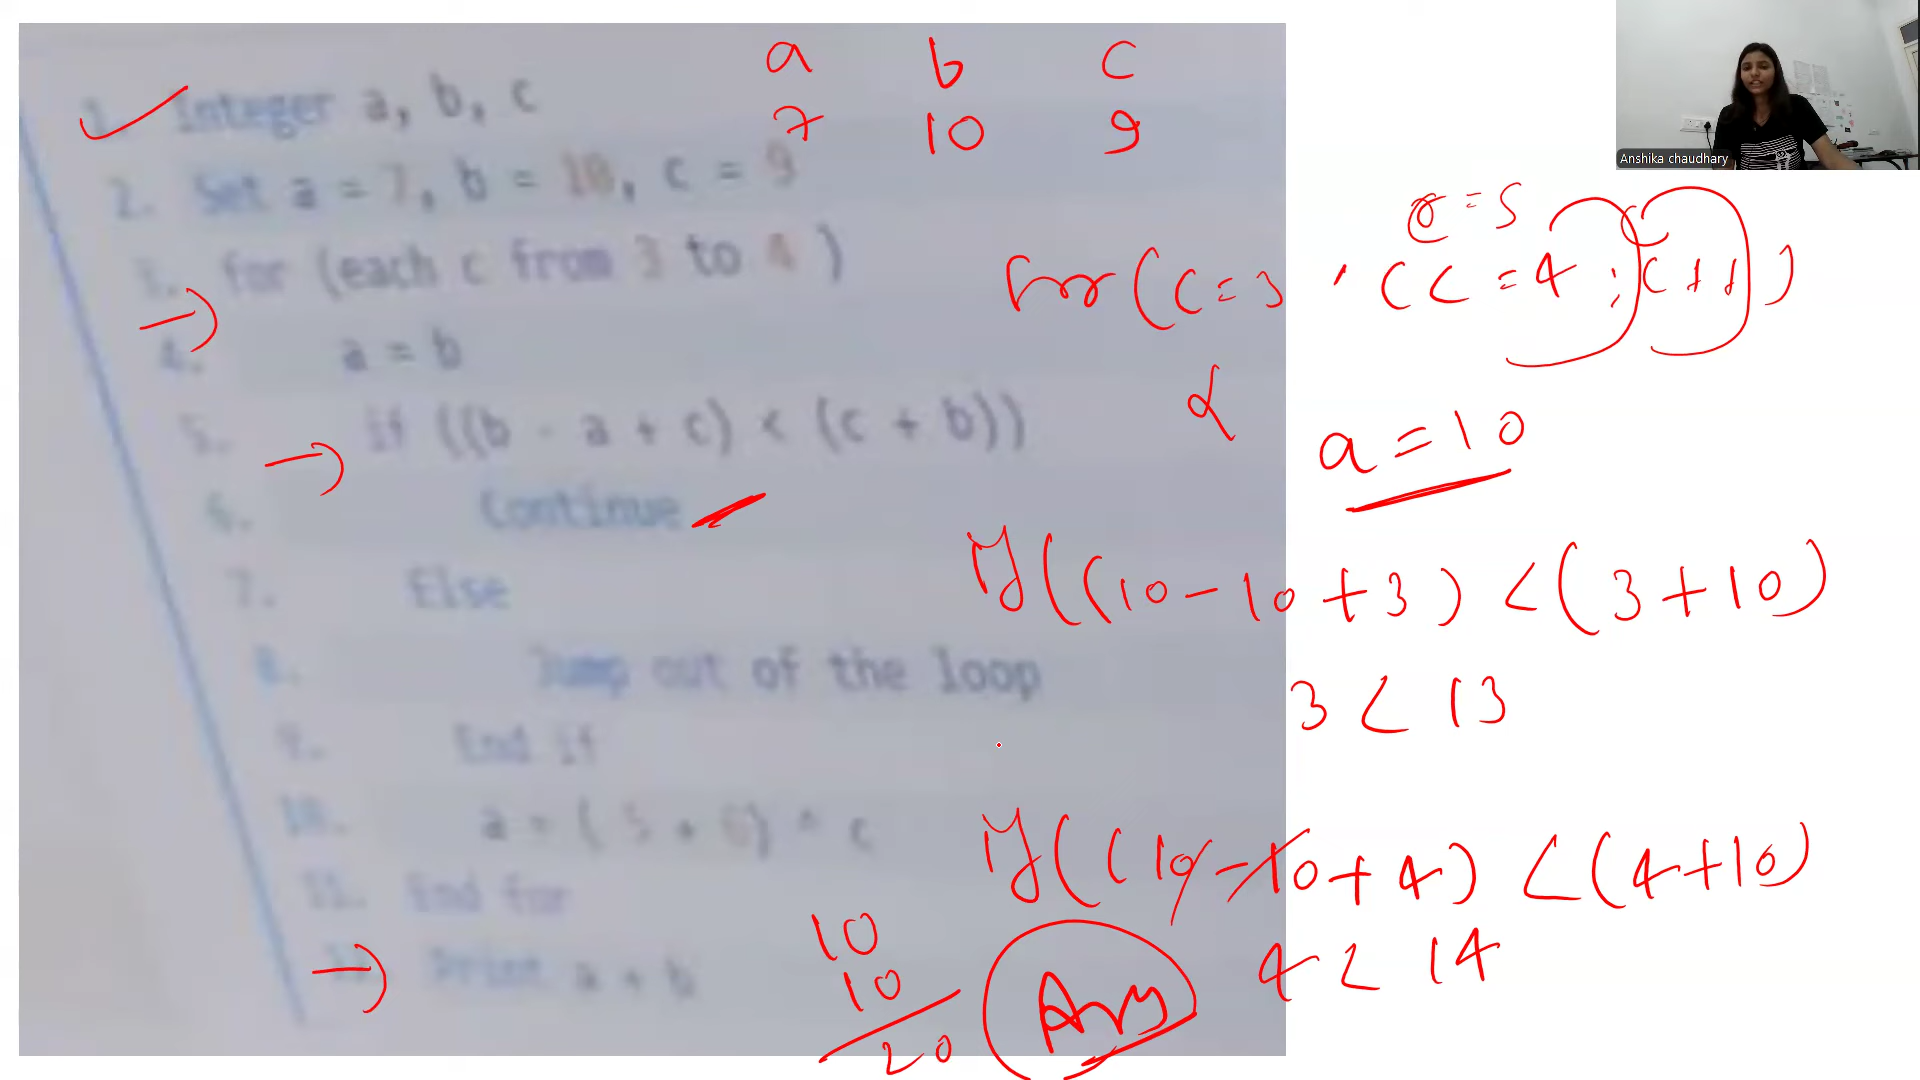 1. Integer a, b, c
2. Set a = 7, b = 10, c = 9
3. for (each c from 3 to 4 )
4. a = b
5. if ((b - a + c) < (c + b))
6. Continue
7. Else
8. Jump out of the loop
9. End if
10. a = ( 5 + 6) ^ c
11. End for
12. Print a + b
a b c
7 10 9
Anshika chaudhary
c = 5
For (c = 3 ; c <= 4 ; c++)
{
a = 10
If ((10 - 10 + 3) < (3 + 10)
3 < 13
If ((10 - 10 + 4) < (4 + 10)
4 < 14
10
10
20
Ans